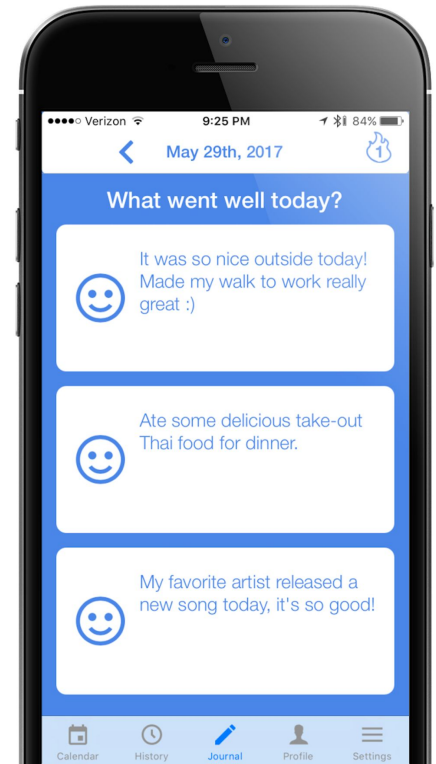 ●●●●○ Verizon 9:25 PM 84%
May 29th, 2017 1
What went well today?
It was so nice outside today!
Made my walk to work really
great :)
Ate some delicious take-out
Thai food for dinner.
My favorite artist released a
new song today, it's so good!
Calendar History Journal Profile Settings